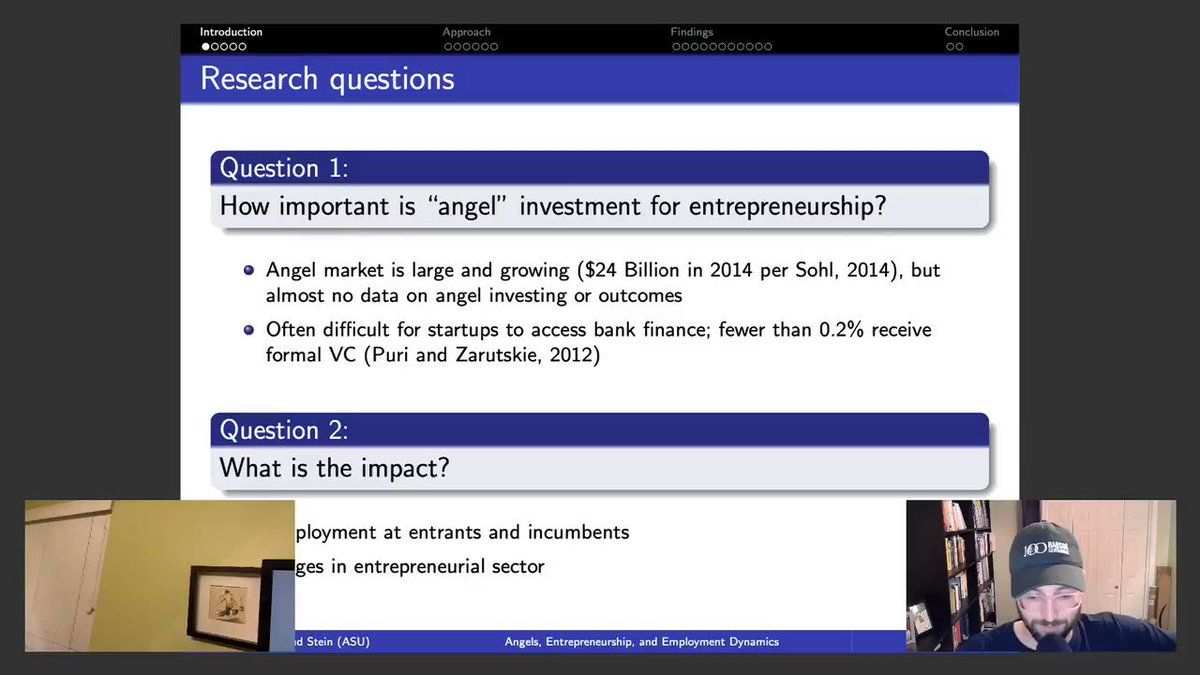 Introduction
Approach
Findings
Conclusion
Research questions
Question 1:
How important is “angel” investment for entrepreneurship?
Angel market is large and growing ($24 Billion in 2014 per Sohl, 2014), but
almost no data on angel investing or outcomes
Often difficult for startups to access bank finance; fewer than 0.2% receive
formal VC (Puri and Zarutskie, 2012)
Question 2:
What is the impact?
ployment at entrants and incumbents
ges in entrepreneurial sector
100
d Stein (ASU)
Angels, Entrepreneurship, and Employment Dynamics